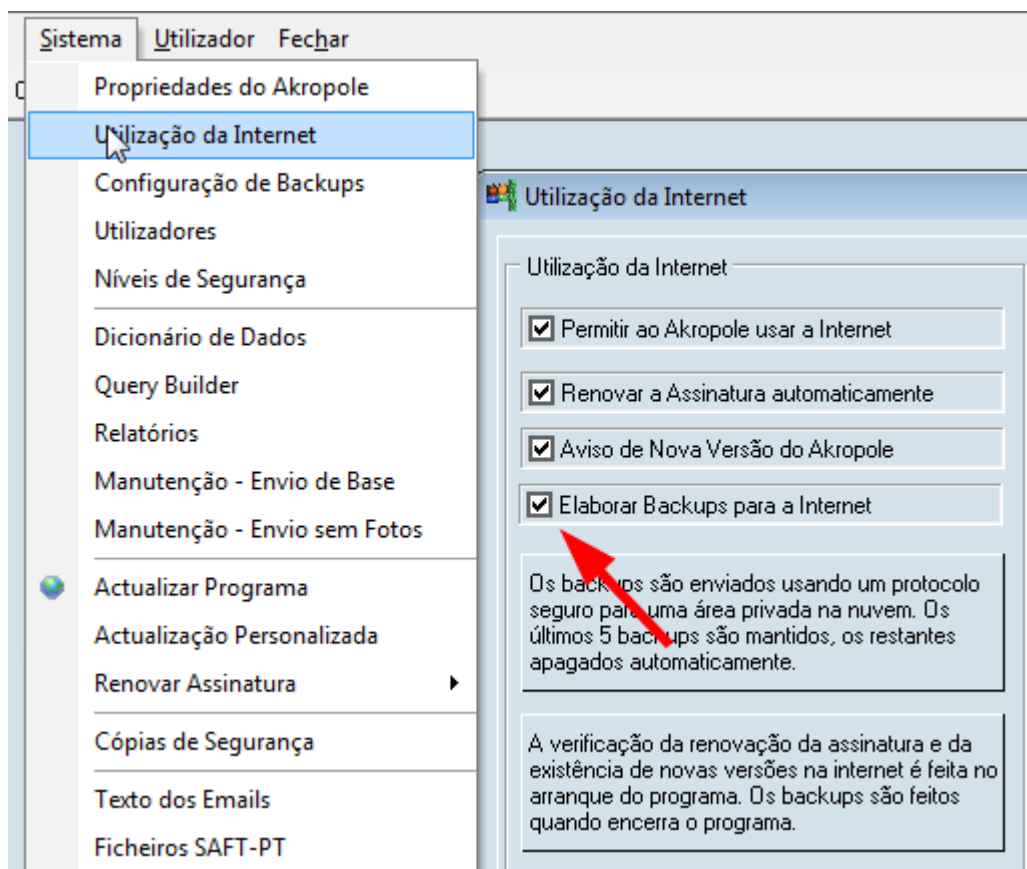 Sistema Utilizador Fechar
Propriedades do Akropole
Utilização da Internet
Configuração de Backups
Utilizadores
Níveis de Segurança
Dicionário de Dados
Query Builder
Relatórios
Manutenção - Envio de Base
Manutenção - Envio sem Fotos
Actualizar Programa
Actualização Personalizada
Renovar Assinatura
Cópias de Segurança
Texto dos Emails
Ficheiros SAFT-PT
Utilização da Internet
Utilização da Internet
Permitir ao Akropole usar a Internet
Renovar a Assinatura automaticamente
Aviso de Nova Versão do Akropole
Elaborar Backups para a Internet
Os backups são enviados usando um protocolo
seguro para uma área privada na nuvem. Os
últimos 5 backups são mantidos, os restantes
apagados automaticamente.
A verificação da renovação da assinatura e da
existência de novas versões na internet é feita no
arranque do programa. Os backups são feitos
quando encerra o programa.